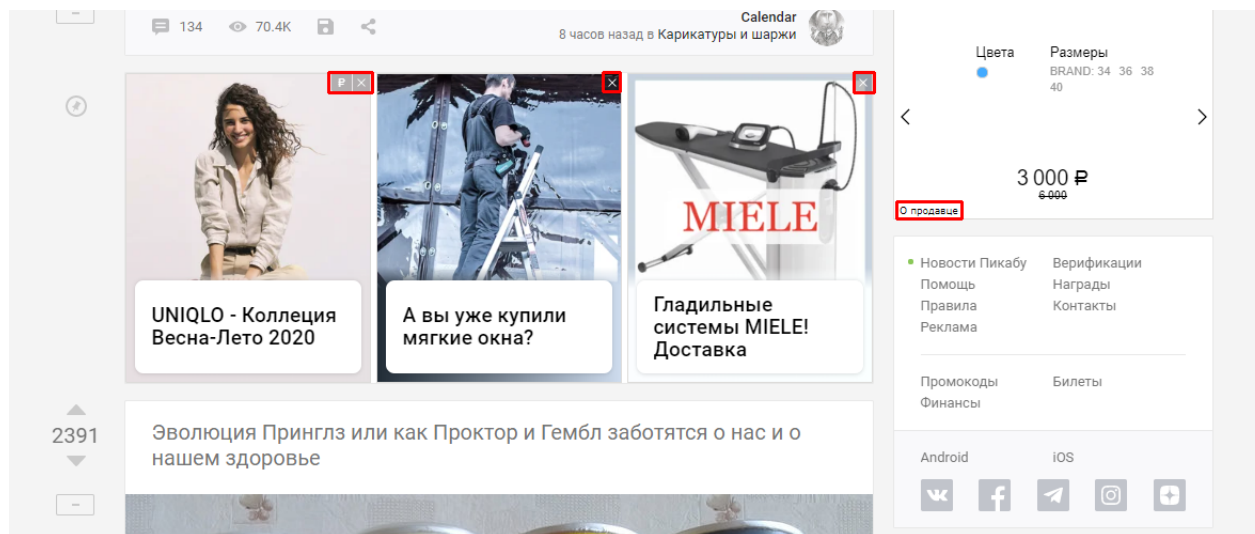 134 70.4K
Calendar
8 часов назад в Карикатуры и шаржи
₽
MIELE
UNIQLO - Коллеция
Весна-Лето 2020
А вы уже купили
мягкие окна?
Гладильные
системы MIELE!
Доставка
2391
Эволюция Принглз или как Проктор и Гембл заботятся о нас и о
нашем здоровье
Цвета Размеры
BRAND: 34 36 38
40
3 000 ₽
6 000
О продавце
Новости Пикабу Верификации
Помощь Награды
Правила Контакты
Реклама
Промокоды Билеты
Финансы
Android iOS